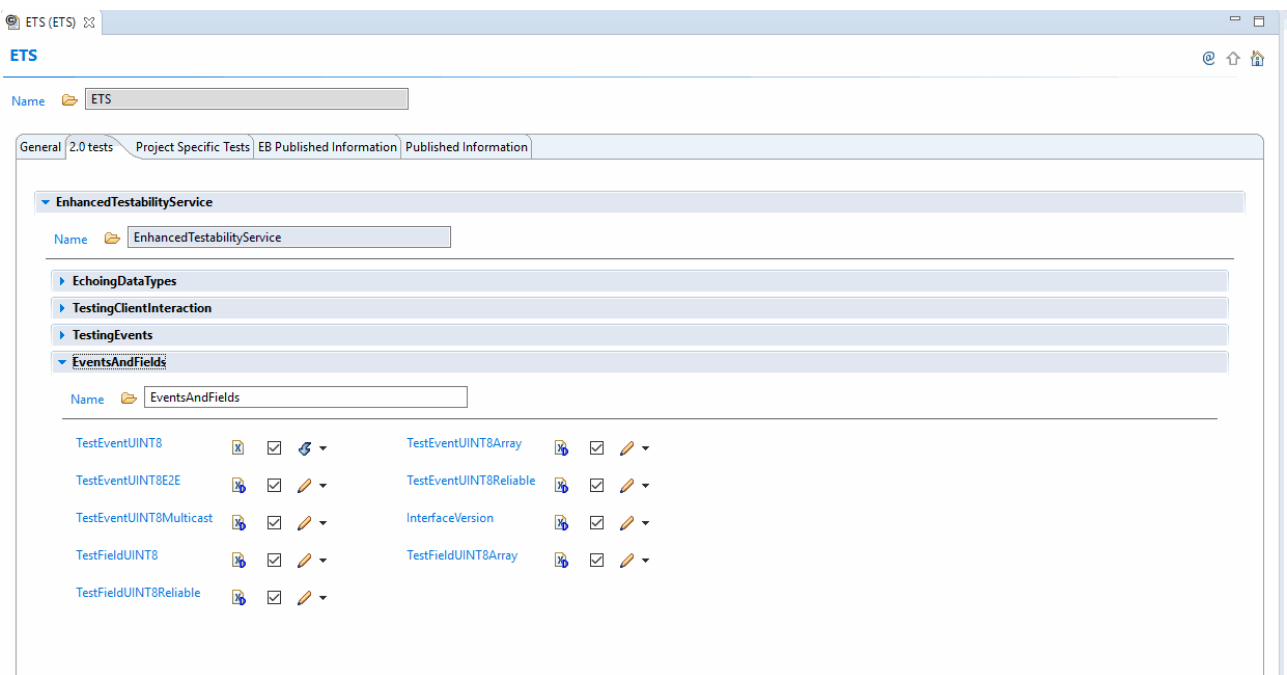 ETS (ETS)
ETS
Name ETS
General 2.0 tests Project Specific Tests EB Published Information Published Information
EnhancedTestabilityService
Name EnhancedTestabilityService
EchoingDataTypes
TestingClientInteraction
TestingEvents
EventsAndFields
Name EventsAndFields
TestEventUINT8 TestEventUINT8Array
TestEventUINT8E2E TestEventUINT8Reliable
TestEventUINT8Multicast InterfaceVersion
TestFieldUINT8 TestFieldUINT8Array
TestFieldUINT8Reliable